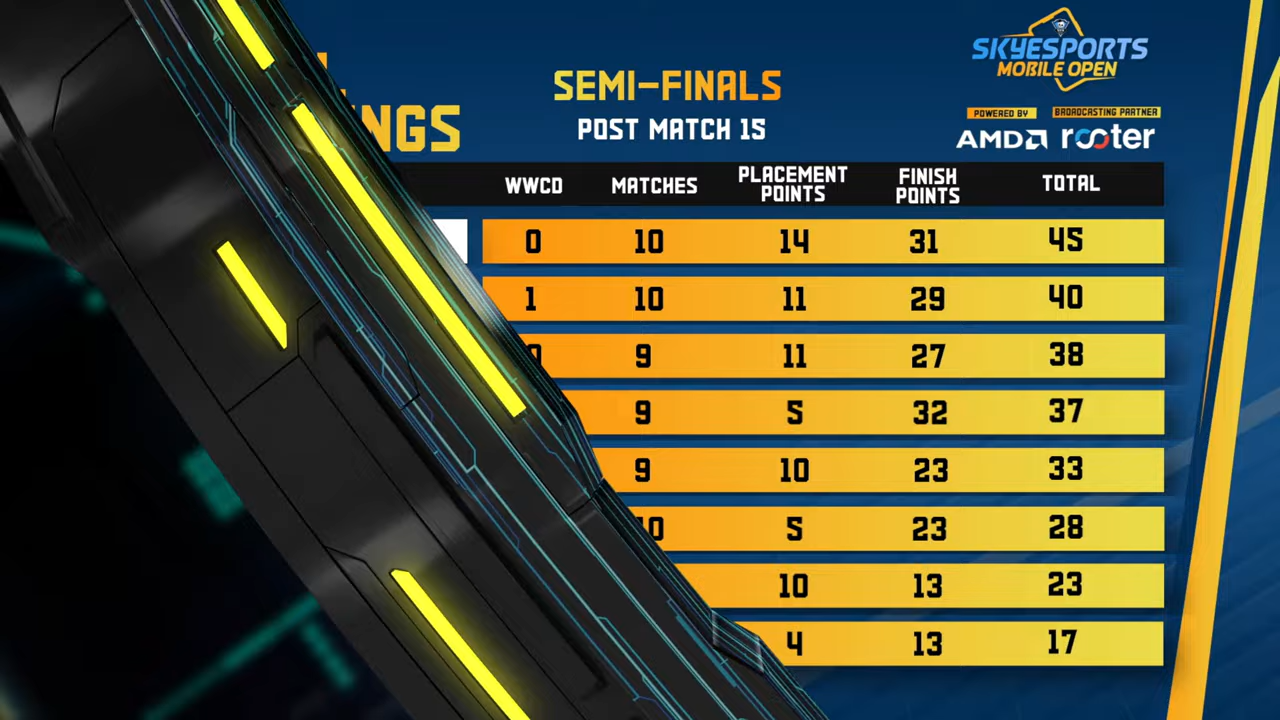 SKYESPORTS
MOBILE OPEN
SEMI-FINALS
POST MATCH 15
POWERED BY
BROADCASTING PARTNER
AMD rooter
WWCD MATCHES PLACEMENT POINTS FINISH POINTS TOTAL
0 10 14 31 45
1 10 11 29 40
9 11 27 38
9 5 32 37
9 10 23 33
5 23 28
10 13 23
4 13 17